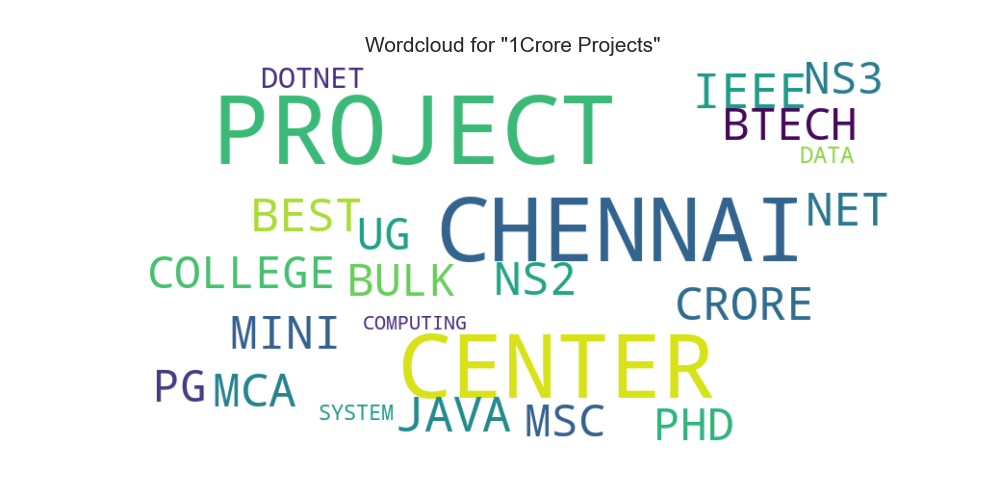 Wordcloud for "1Crore Projects"
DOTNET
IEEE
NS3
PROJECT
BTECH
DATA
BEST
UG
CHENNAI
NET
COLLEGE
BULK
NS2
CRORE
MINI
COMPUTING
CENTER
PG
MCA
SYSTEM
JAVA
MSC
PHD